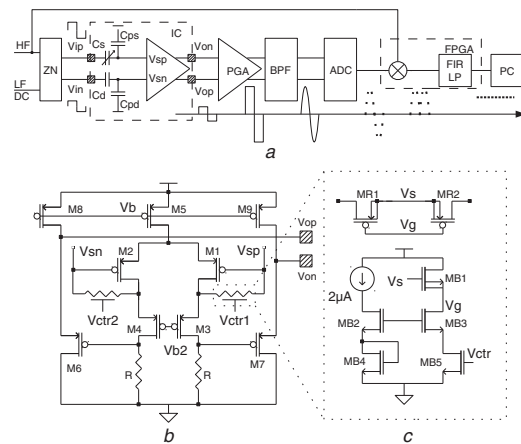 IC
HF
LF
DC
ZN
Vip
Vin
Cs
Cps
Cd
Cpd
Vsp
Vsn
Von
Vop
PGA
BPF
ADC
FPGA
FIR
LP
PC
a
M8
Vb
M5
M9
Vop
Von
Vsn
M2
M1
Vsp
Vctr2
Vctr1
M4
M3
Vb2
M6
M7
R
R
b
MR1
Vs
MR2
Vg
2µA
Vs
MB1
Vg
MB2
MB3
MB4
MB5
Vctr
c